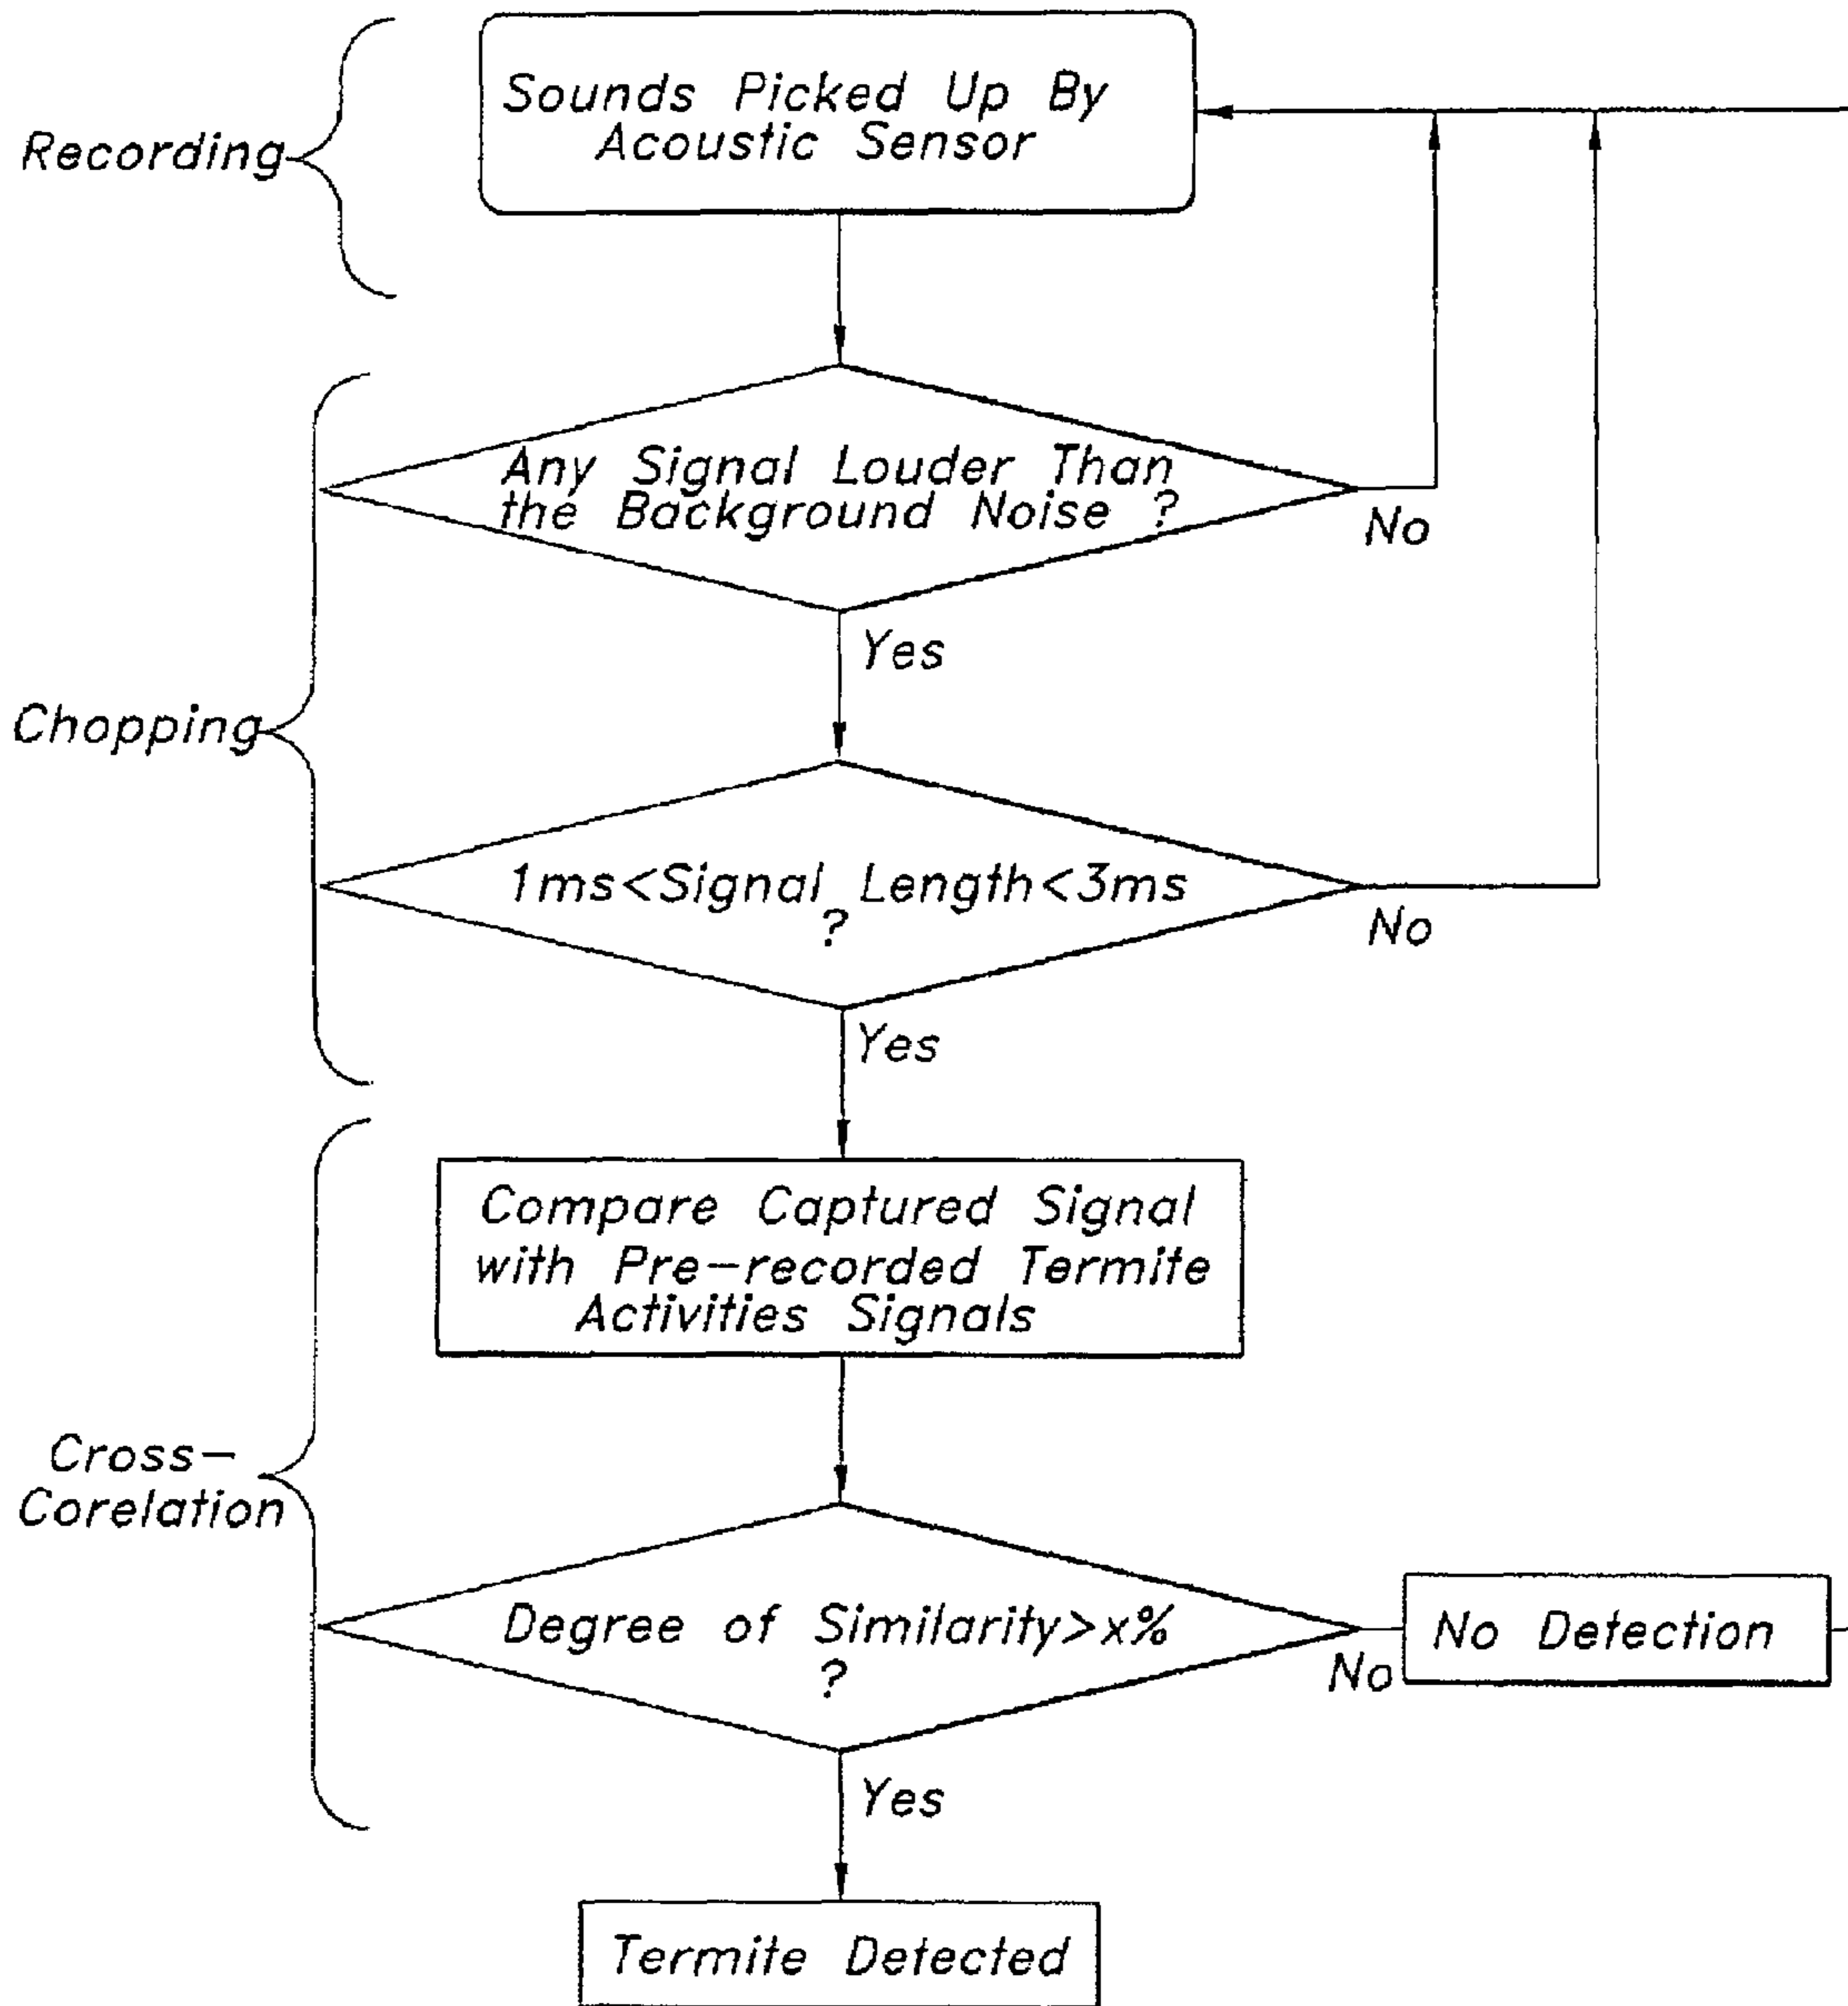 Recording
Sounds Picked Up By
Acoustic Sensor
Any Signal Louder Than
the Background Noise ?
No
Yes
Chopping
1ms<Signal Length<3ms
?
No
Yes
Compare Captured Signal
with Pre-recorded Termite
Activities Signals
Cross-
Corelation
Degree of Similarity>x%
?
No
No Detection
Yes
Termite Detected